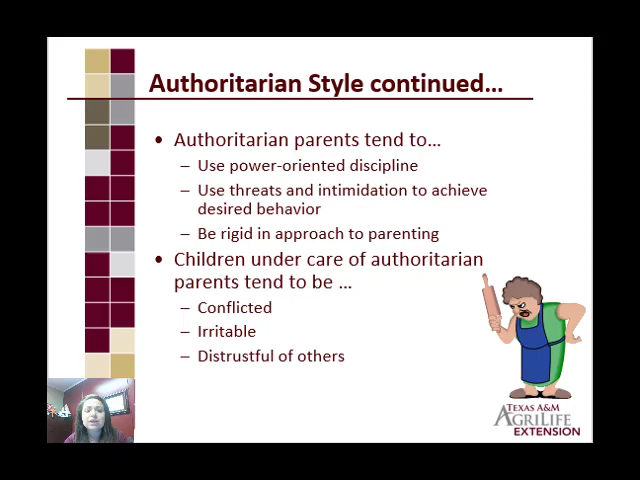 Authoritarian Style continued…
• Authoritarian parents tend to…
– Use power-oriented discipline
– Use threats and intimidation to achieve
desired behavior
– Be rigid in approach to parenting
• Children under care of authoritarian
parents tend to be …
– Conflicted
– Irritable
– Distrustful of others
TEXAS A&M
AGRILIFE
EXTENSION